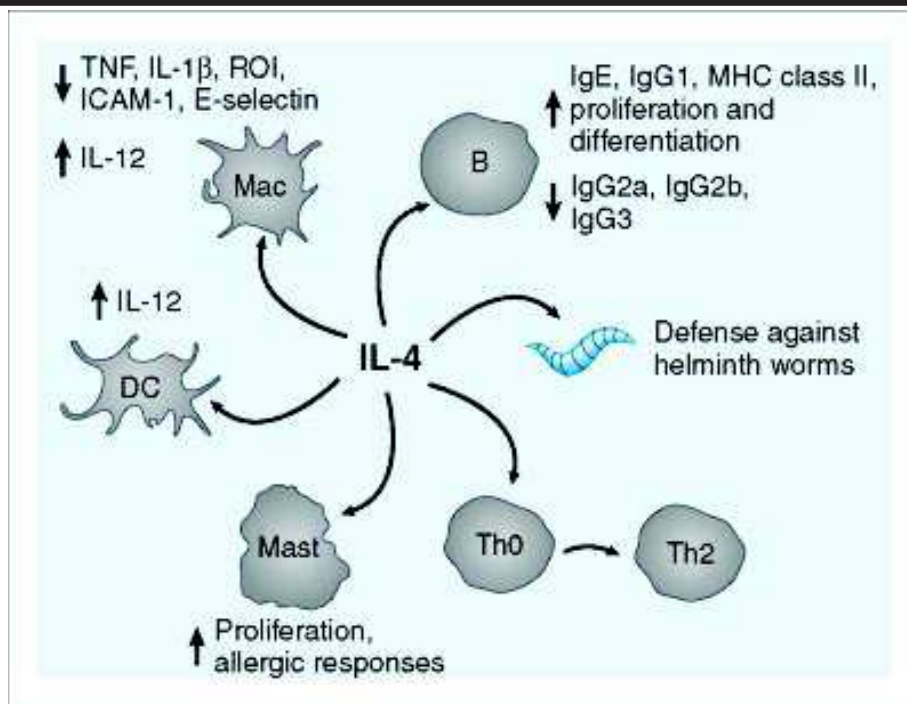 TNF, IL-1β, ROI,
ICAM-1, E-selectin
IL-12
Mac
IgE, IgG1, MHC class II,
proliferation and
differentiation
B
IgG2a, IgG2b,
IgG3
IL-12
DC
IL-4
Defense against
helminth worms
Mast
Proliferation,
allergic responses
Th0
Th2